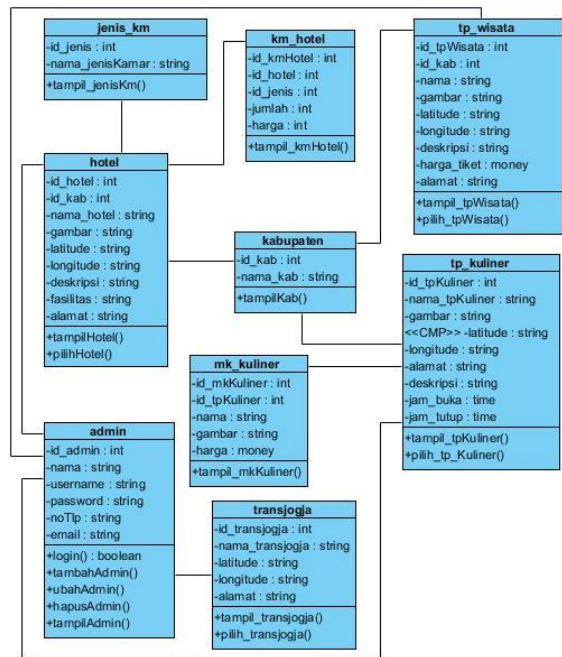 jenis_km
-id_jenis : int
-nama_jenisKamar : string
+tampil_jenisKm()
km_hotel
-id_kmHotel : int
-id_hotel : int
-id_jenis : int
-jumlah : int
-harga : int
+tampil_kmHotel()
tp_wisata
-id_tpWisata : int
-id_kab : int
-nama : string
-gambar : string
-latitude : string
-longitude : string
-deskripsi : string
-harga_tiket : money
-alamat : string
+tampil_tpWisata()
+pilih_tpWisata()
hotel
-id_hotel : int
-id_kab : int
-nama_hotel : string
-gambar : string
-latitude : string
-longitude : string
-deskripsi : string
-fasilitas : string
-alamat : string
+tampilHotel()
+pilihHotel()
kabupaten
-id_kab : int
-nama_kab : string
+tampilKab()
tp_kuliner
-id_tpKuliner : int
-nama_tpKuliner : string
-gambar : string
<<CMP>> -latitude : string
-longitude : string
-alamat : string
-deskripsi : string
-jam_buka : time
-jam_tutup : time
+tampil_tpKuliner()
+pilih_tp_Kuliner()
mk_kuliner
-id_mkKuliner : int
-id_tpKuliner : int
-nama : string
-gambar : string
-harga : money
+tampil_mkKuliner()
admin
-id_admin : int
-nama : string
-username : string
-password : string
-noTlp : string
-email : string
+login() : boolean
+tambahAdmin()
+ubahAdmin()
+hapusAdmin()
+tampilAdmin()
transjogja
-id_transjogja : int
-nama_transjogja : string
-latitude : string
-longitude : string
-alamat : string
+tampil_transjogja()
+pilih_transjogja()